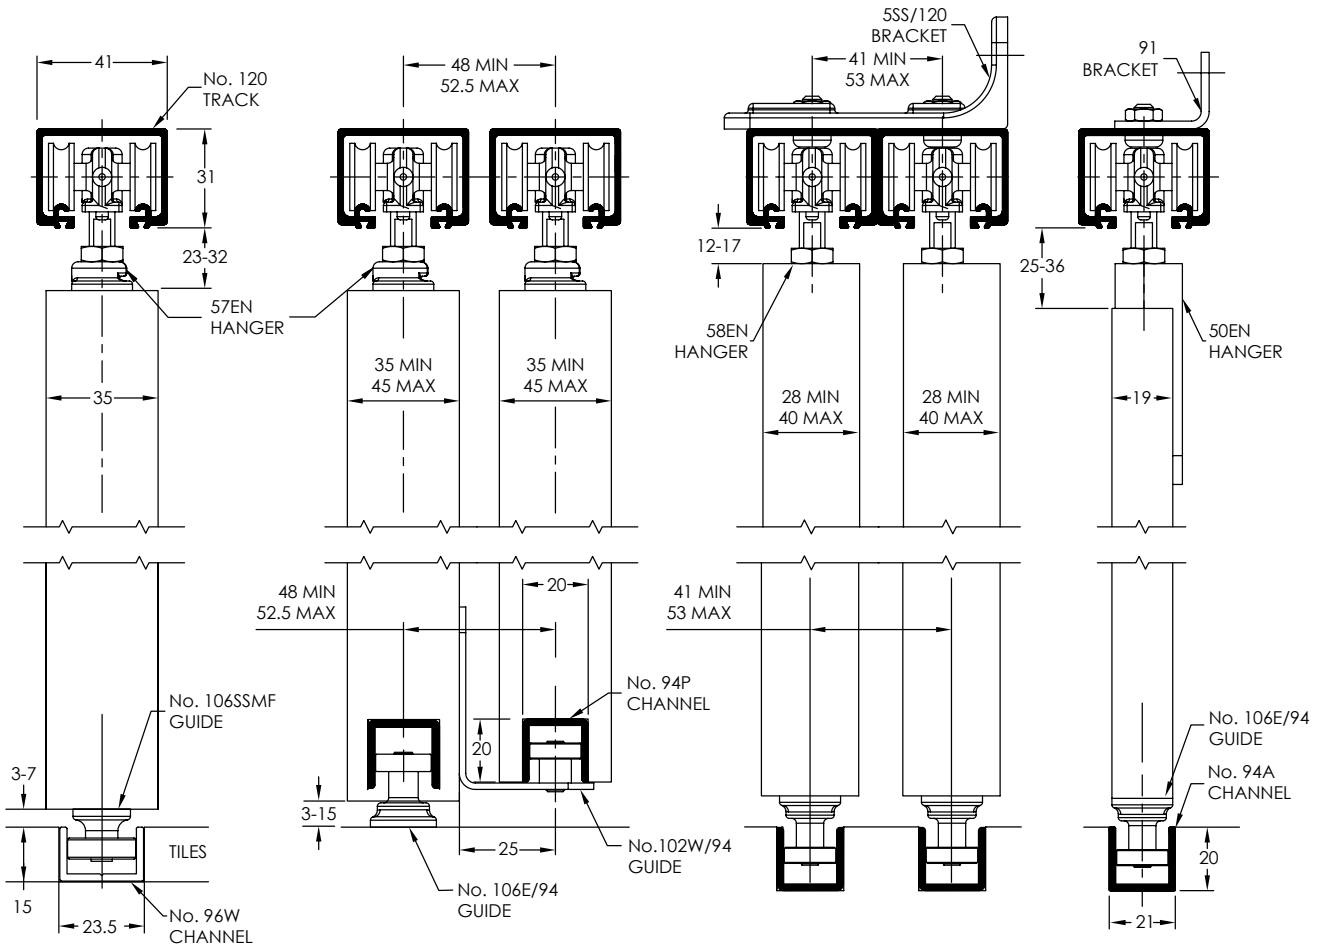 5SS/120
BRACKET
41
No. 120
TRACK
48 MIN
52.5 MAX
41 MIN
53 MAX
91
BRACKET
31
23-32
12-17
25-36
57EN
HANGER
58EN
HANGER
50EN
HANGER
35
35 MIN
45 MAX
35 MIN
45 MAX
28 MIN
40 MAX
28 MIN
40 MAX
19
48 MIN
52.5 MAX
20
41 MIN
53 MAX
No. 106SSMF
GUIDE
No. 94P
CHANNEL
No. 106E/94
GUIDE
20
3-7
No. 94A
CHANNEL
3-15
TILES
25
No.102W/94
GUIDE
20
15
No. 106E/94
GUIDE
23.5
No. 96W
CHANNEL
21